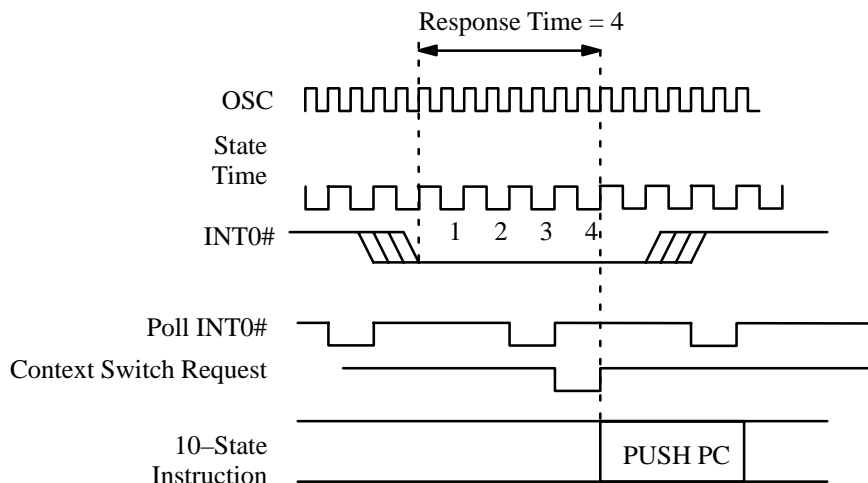 Response Time = 4
OSC
State
Time
INT0#
1 2 3 4
Poll INT0#
Context Switch Request
10–State
Instruction
PUSH PC